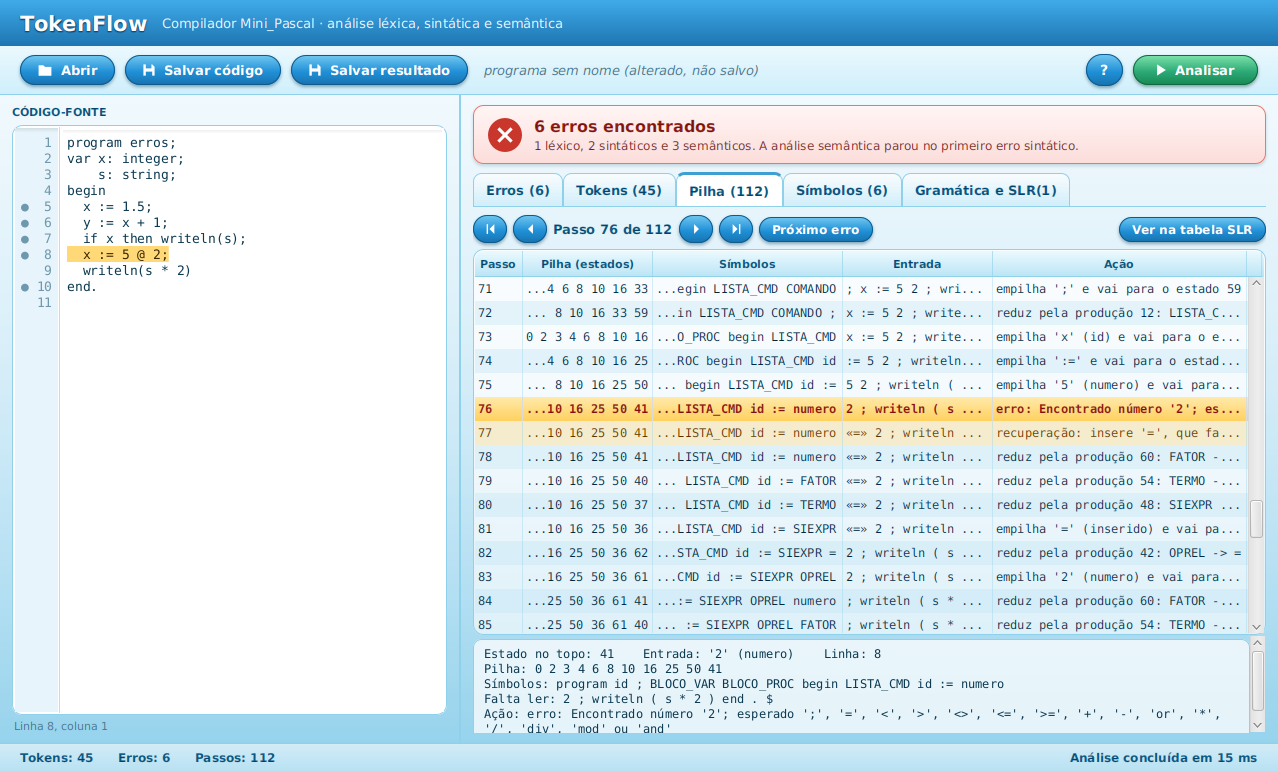 TokenFlow Compilador Mini_Pascal · análise léxica, sintática e semântica
Abrir Salvar código Salvar resultado programa sem nome (alterado, não salvo) ? Analisar
CÓDIGO-FONTE
1 program erros;
2 var x: integer;
3 s: string;
4 begin
5 x := 1.5;
6 y := x + 1;
7 if x then writeln(s);
8 x := 5 @ 2;
9 writeln(s * 2)
10 end.
11
Linha 8, coluna 1
6 erros encontrados
1 léxico, 2 sintáticos e 3 semânticos. A análise semântica parou no primeiro erro sintático.
Erros (6) Tokens (45) Pilha (112) Símbolos (6) Gramática e SLR(1)
Passo 76 de 112 Próximo erro Ver na tabela SLR
Passo Pilha (estados) Símbolos Entrada Ação
71 ...4 6 8 10 16 33 ...egin LISTA_CMD COMANDO ; x := 5 2 ; wri... empilha ';' e vai para o estado 59
72 ... 8 10 16 33 59 ...in LISTA_CMD COMANDO ; x := 5 2 ; write... reduz pela produção 12: LISTA_C...
73 0 2 3 4 6 8 10 16 ...O_PROC begin LISTA_CMD x := 5 2 ; write... empilha 'x' (id) e vai para o e...
74 ...4 6 8 10 16 25 ...ROC begin LISTA_CMD id := 5 2 ; writeln... empilha ':=' e vai para o estad...
75 ... 8 10 16 25 50 ... begin LISTA_CMD id := 5 2 ; writeln ( ... empilha '5' (numero) e vai para...
76 ...10 16 25 50 41 ...LISTA_CMD id := numero 2 ; writeln ( s ... erro: Encontrado número '2'; es...
77 ...10 16 25 50 41 ...LISTA_CMD id := numero «=» 2 ; writeln ... recuperação: insere '=', que fa...
78 ...10 16 25 50 41 ...LISTA_CMD id := numero «=» 2 ; writeln ... reduz pela produção 60: FATOR -...
79 ...10 16 25 50 40 ... LISTA_CMD id := FATOR «=» 2 ; writeln ... reduz pela produção 54: TERMO -...
80 ...10 16 25 50 37 ... LISTA_CMD id := TERMO «=» 2 ; writeln ... reduz pela produção 48: SIEXPR ...
81 ...10 16 25 50 36 ...LISTA_CMD id := SIEXPR «=» 2 ; writeln ... empilha '=' (inserido) e vai pa...
82 ...16 25 50 36 62 ...STA_CMD id := SIEXPR = 2 ; writeln ( s ... reduz pela produção 42: OPREL -> =
83 ...16 25 50 36 61 ...CMD id := SIEXPR OPREL 2 ; writeln ( s ... empilha '2' (numero) e vai para...
84 ...25 50 36 61 41 ...:= SIEXPR OPREL numero ; writeln ( s * ... reduz pela produção 60: FATOR -...
85 ...25 50 36 61 40 ... := SIEXPR OPREL FATOR ; writeln ( s * ... reduz pela produção 54: TERMO -...
Estado no topo: 41 Entrada: '2' (numero) Linha: 8
Pilha: 0 2 3 4 6 8 10 16 25 50 41
Símbolos: program id ; BLOCO_VAR BLOCO_PROC begin LISTA_CMD id := numero
Falta ler: 2 ; writeln ( s * 2 ) end . $
Ação: erro: Encontrado número '2'; esperado ';', '=', '<', '>', '<>', '<=', '>=', '+', '-', 'or', '*',
'/', 'div', 'mod' ou 'and'
Tokens: 45 Erros: 6 Passos: 112 Análise concluída em 15 ms